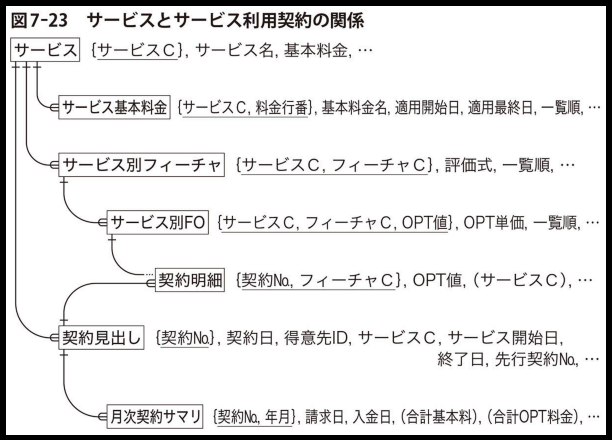 図7-23 サービスとサービス利用契約の関係
サービス {サービスC}, サービス名, 基本料金, …
サービス基本料金 {サービスC, 料金行番}, 基本料金名, 適用開始日, 適用最終日, 一覧順, …
サービス別フィーチャ {サービスC, フィーチャC}, 評価式, 一覧順, …
サービス別FO {サービスC, フィーチャC, OPT値}, OPT単価, 一覧順, …
契約明細 {契約№, フィーチャC}, OPT値, (サービスC), …
契約見出し {契約№}, 契約日, 得意先ID, サービスC, サービス開始日,
終了日, 先行契約№, …
月次契約サマリ {契約№, 年月}, 請求日, 入金日, (合計基本料), (合計OPT料金), …